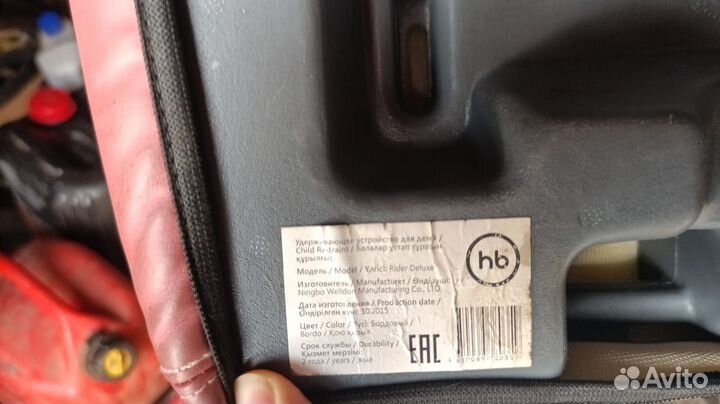 Удерживающее устройство для детей /
Child Restraint / Балалар ұстап тұратын
құрылғы
Модель / Model / Үлгісі: Rider Deluxe
Изготовитель / Manufacturer / Өндіруші:
Ningbo Welldon Manufacturing Co., LTD.
Дата изготовления / Production date /
Өндірілген күні: 10.2015
Цвет / Color / Түсі: Бордовый /
Bordo / Қою қызыл
Срок службы / Durability /
Қызмет мерзімі:
2 года / years / жыл
hb
EAC
Avito